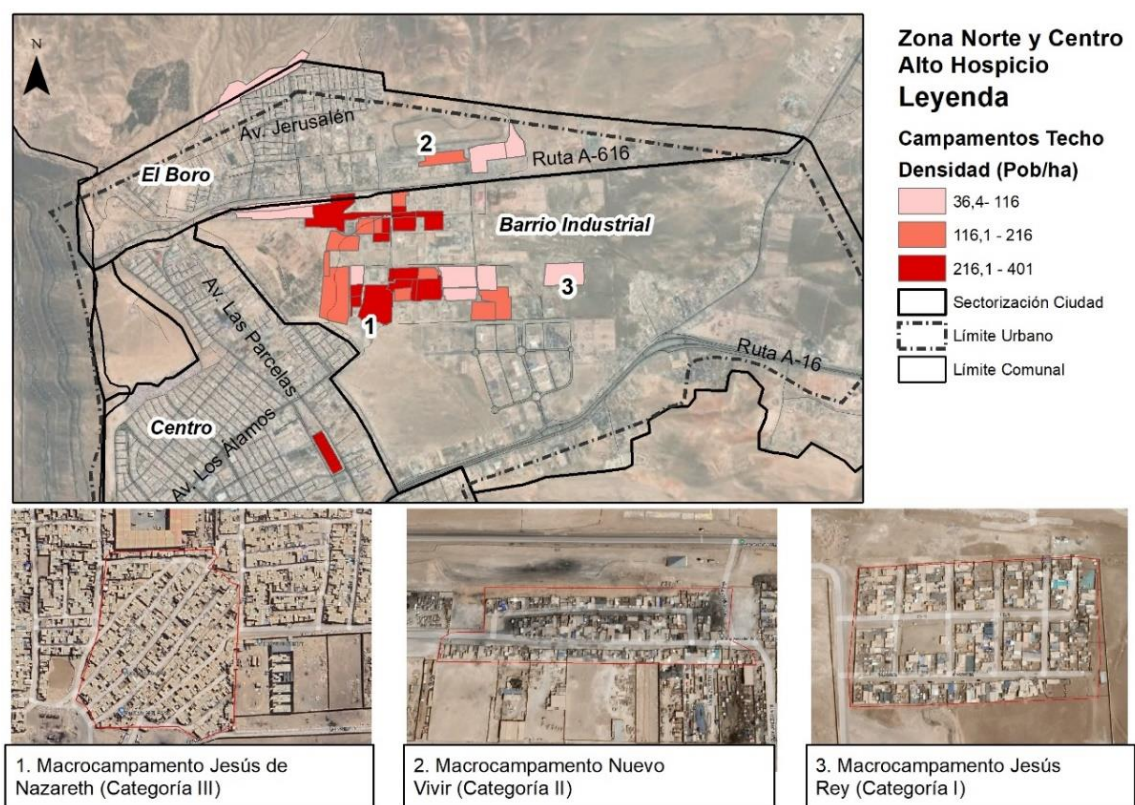 N
Av. Jerusalén
2
Ruta A-616
El Boro
Barrio Industrial
3
1
Av. Las Parcelas
Ruta A-16
Centro
Av. Los Álamos
Zona Norte y Centro
Alto Hospicio
Leyenda
Campamentos Techo
Densidad (Pob/ha)
36,4- 116
116,1 - 216
216,1 - 401
Sectorización Ciudad
Límite Urbano
Límite Comunal
1. Macrocampamento Jesús de
Nazareth (Categoría III)
2. Macrocampamento Nuevo
Vivir (Categoría II)
3. Macrocampamento Jesús
Rey (Categoría I)